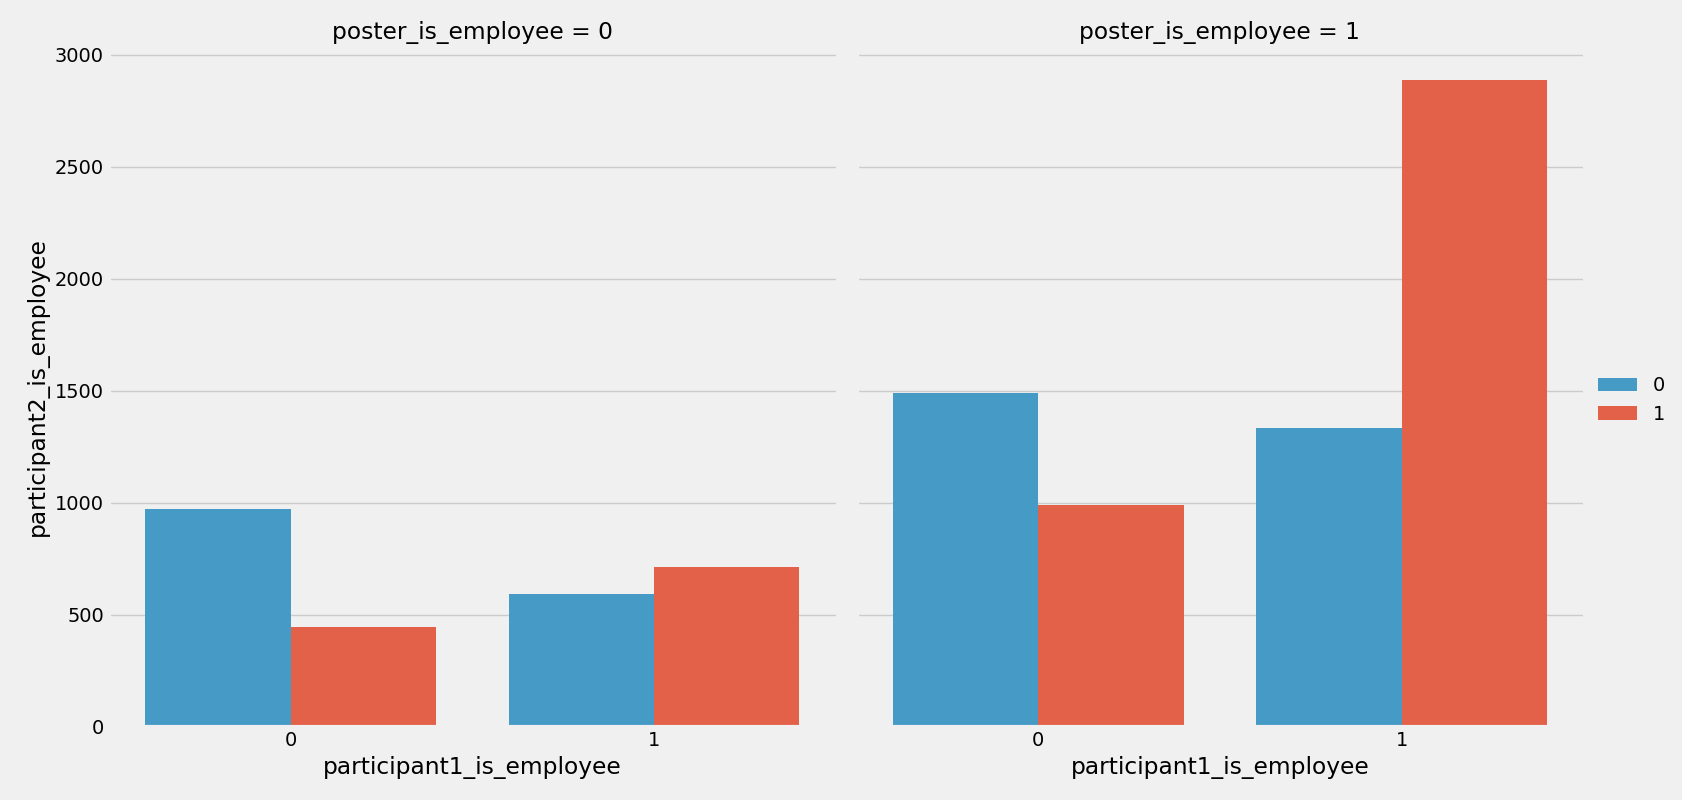 poster_is_employee = 0
poster_is_employee = 1
participant2_is_employee
3000
2500
2000
1500
1000
500
0
0
1
0
1
participant1_is_employee
participant1_is_employee
0
1